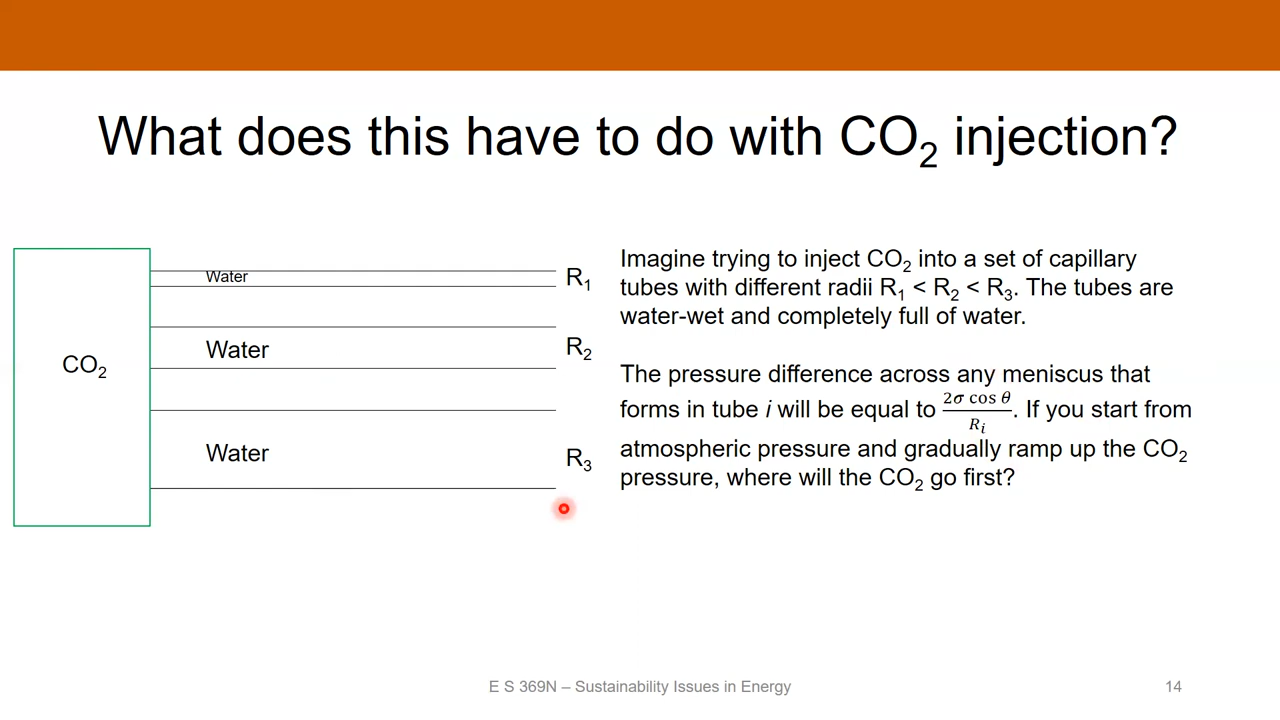 What does this have to do with CO₂ injection?
Water
R₁
Water
R₂
CO₂
Water
R₃
Imagine trying to inject CO₂ into a set of capillary
tubes with different radii R₁ < R₂ < R₃. The tubes are
water-wet and completely full of water.
The pressure difference across any meniscus that
forms in tube i will be equal to 2σ cos θ / Rᵢ. If you start from
atmospheric pressure and gradually ramp up the CO₂
pressure, where will the CO₂ go first?
E S 369N – Sustainability Issues in Energy
14